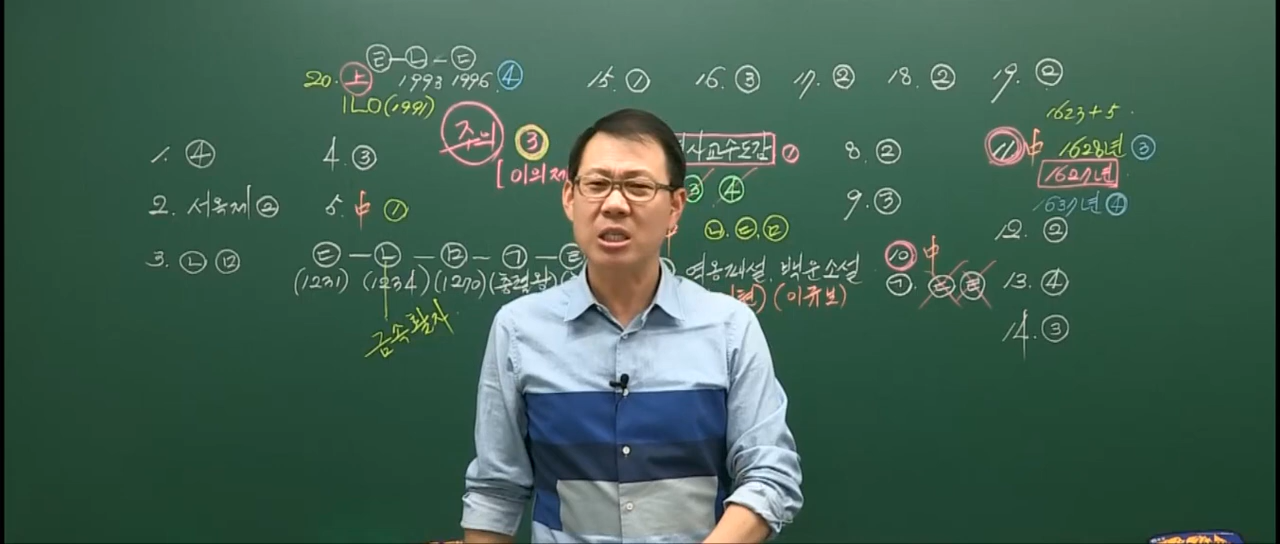 ㄹ-ㄴ-ㄷ
20. 上 1993 1996. ④
ILO(1991)
15. ① 16. ③ 17. ② 18. ② 19. ②
1. ④
2. 서옥제 ②
3. ㄴ ㅁ
4. ③
5. 中 ①
ㄷ-ㄴ-ㅁ-ㄱ-ㄹ
(1231) (1234) (1270) (충렬왕)
금속활자
주의 ③
[이의제
사교수도감 ①
③ ④
ㄴ.ㄷ.ㅁ
역옹패설, 백운소설
현) (이규보)
8. ②
9. ③
10 中
ㄱ. ㄴ ㄹ
1623+5
11 中 1628년 ③
1627년
1637년 ④
12. ②
13. ④
14. ③